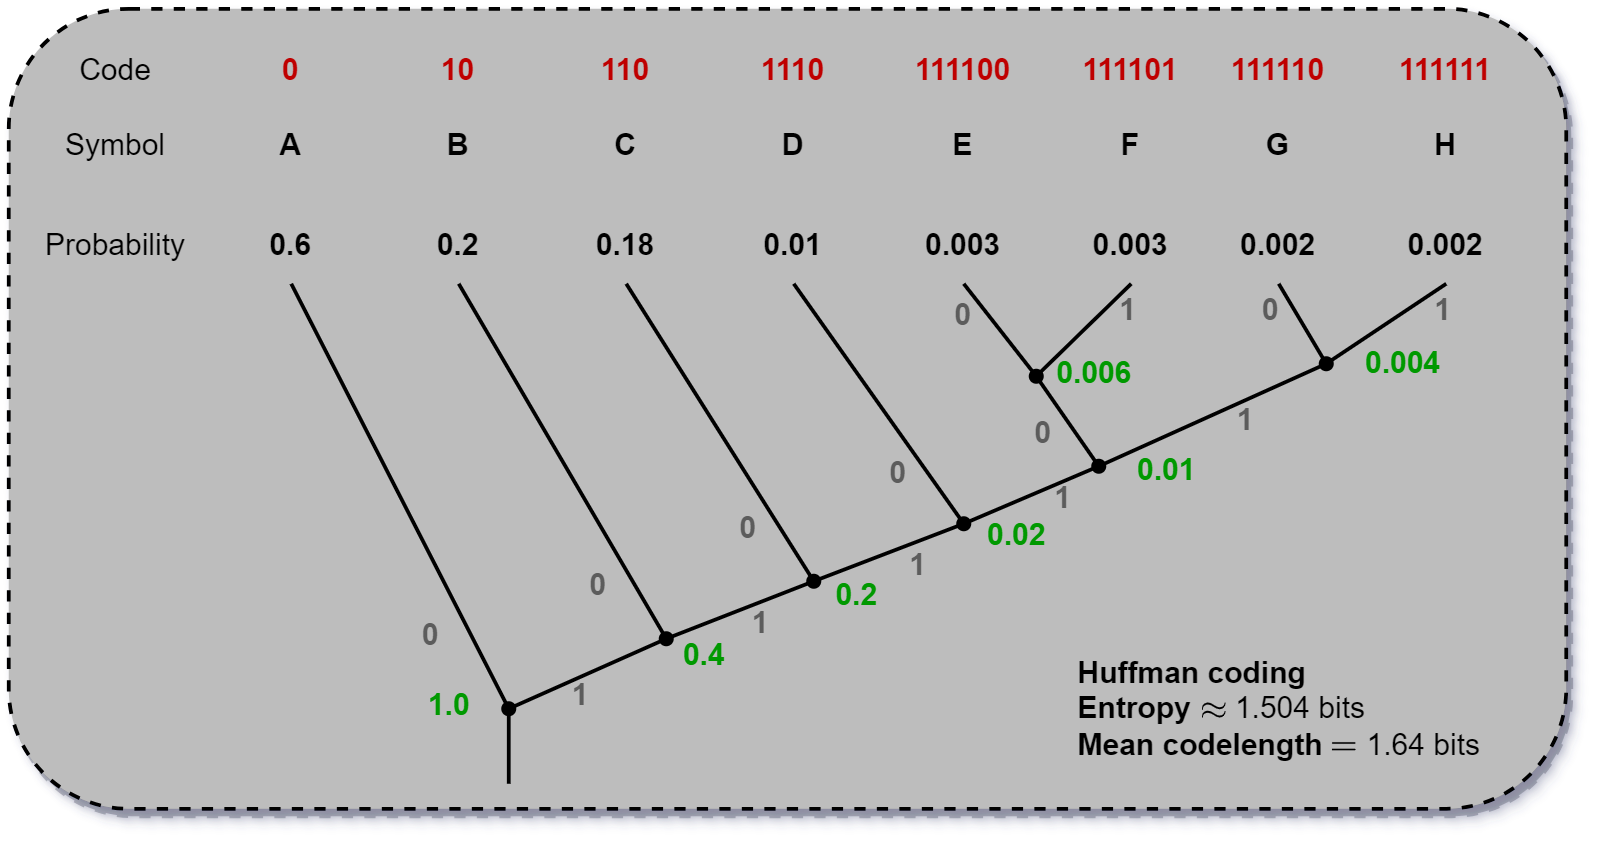 Code 0 10 110 1110 111100 111101 111110 111111
Symbol A B C D E F G H
Probability 0.6 0.2 0.18 0.01 0.003 0.003 0.002 0.002
0 1 0 1
0.006 0.004
0 1
0.01
0 1
0.02
0 1
0.2
0 1
0.4
0 1
1.0
Huffman coding
Entropy ≈ 1.504 bits
Mean codelength = 1.64 bits